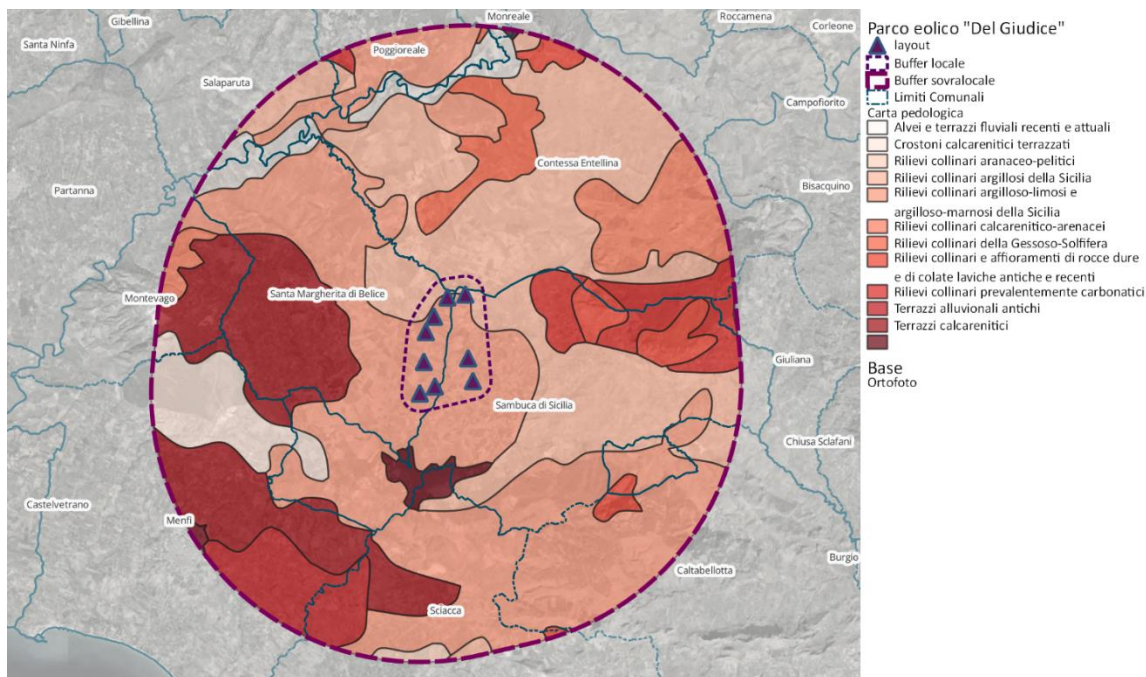 Gibellina
Monreale
Roccamena
Corleone
Santa Ninfa
Poggioreale
Salaparuta
Campofiorito
Contessa Entellina
Partanna
Bisacquino
Montevago
Santa Margherita di Belice
Giuliana
Sambuca di Sicilia
Chiusa Sclafani
Castelvetrano
Menfi
Burgio
Caltabellotta
Sciacca
Parco eolico "Del Giudice"
layout
Buffer locale
Buffer sovralocale
Limiti Comunali
Carta pedologica
Alvei e terrazzi fluviali recenti e attuali
Crostoni calcarenitici terrazzati
Rilievi collinari aranaceo-pelitici
Rilievi collinari argillosi della Sicilia
Rilievi collinari argilloso-limosi e
argilloso-marnosi della Sicilia
Rilievi collinari calcarenitico-arenacei
Rilievi collinari della Gessoso-Solfifera
Rilievi collinari e affioramenti di rocce dure
e di colate laviche antiche e recenti
Rilievi collinari prevalentemente carbonatici
Terrazzi alluvionali antichi
Terrazzi calcarenitici
Base
Ortofoto